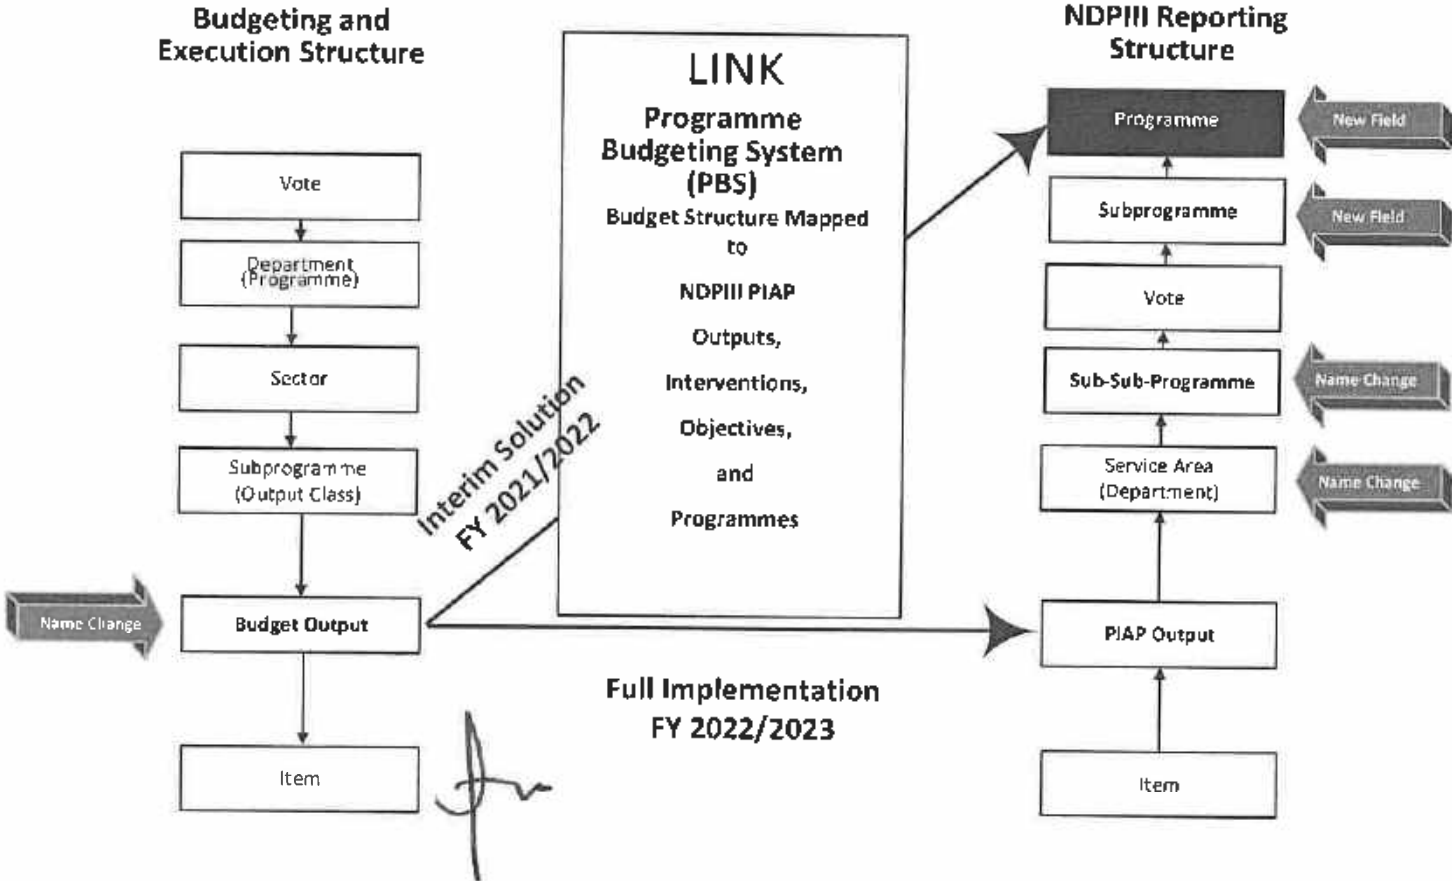 Budgeting and
Execution Structure
Vote
Department
(Programme)
Sector
Subprogramme
(Output Class)
Name Change
Budget Output
Item
Interim Solution
FY 2021/2022
LINK
Programme
Budgeting System
(PBS)
Budget Structure Mapped
to
NDPIII PIAP
Outputs,
Interventions,
Objectives,
and
Programmes
Full Implementation
FY 2022/2023
NDPIII Reporting
Structure
Programme
New Field
Subprogramme
New Field
Vote
Sub-Sub-Programme
Name Change
Service Area
(Department)
Name Change
PIAP Output
Item